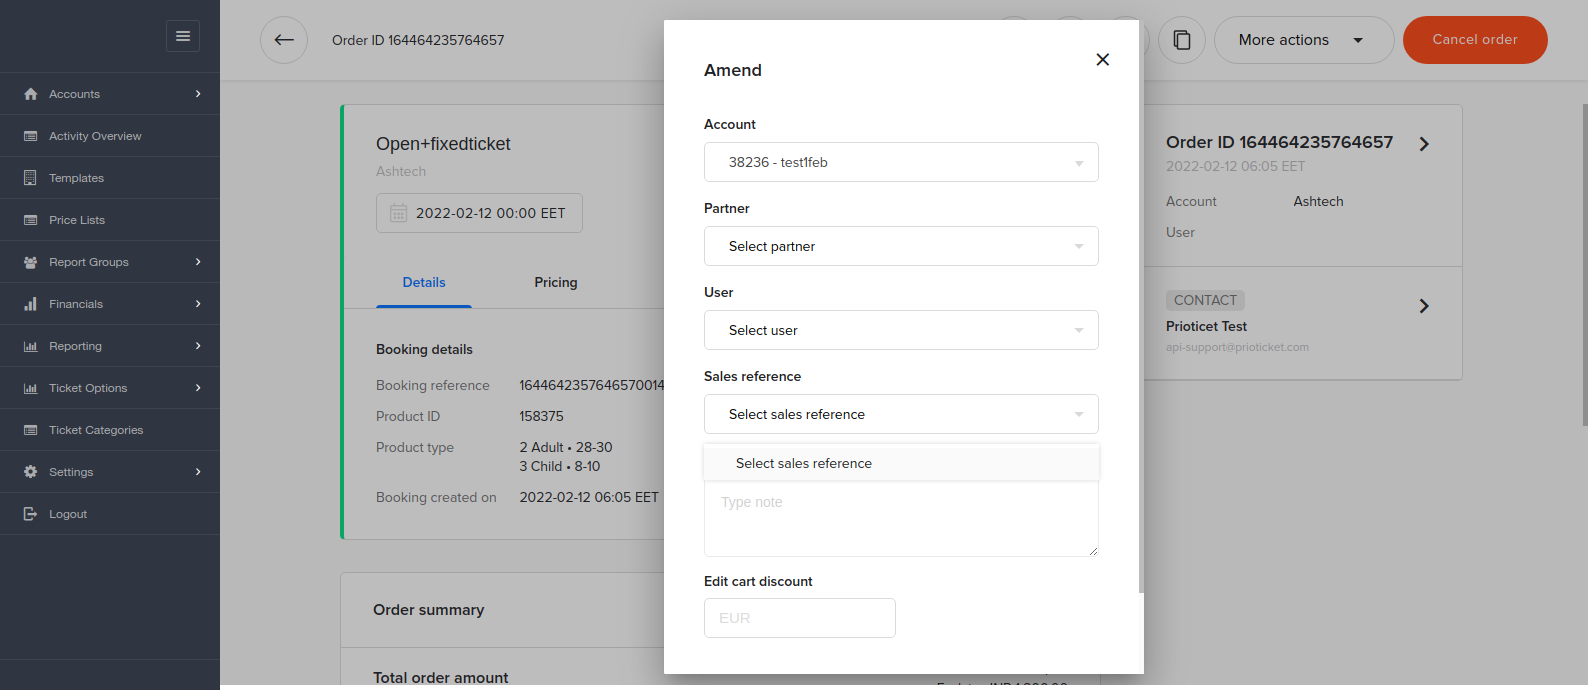 Order ID 164464235764657
More actions
Cancel order
Accounts
Activity Overview
Templates
Price Lists
Report Groups
Financials
Reporting
Ticket Options
Ticket Categories
Settings
Logout
Open+fixedticket
Ashtech
2022-02-12 00:00 EET
Details
Pricing
Booking details
Booking reference
1644642357646570014
Product ID
158375
Product type
2 Adult • 28-30
3 Child • 8-10
Booking created on
2022-02-12 06:05 EET
Order summary
Total order amount
Amend
Account
38236 - test1feb
Partner
Select partner
User
Select user
Sales reference
Select sales reference
Select sales reference
Type note
Edit cart discount
EUR
Order ID 164464235764657
2022-02-12 06:05 EET
Account
Ashtech
User
CONTACT
Prioticet Test
api-support@prioticket.com